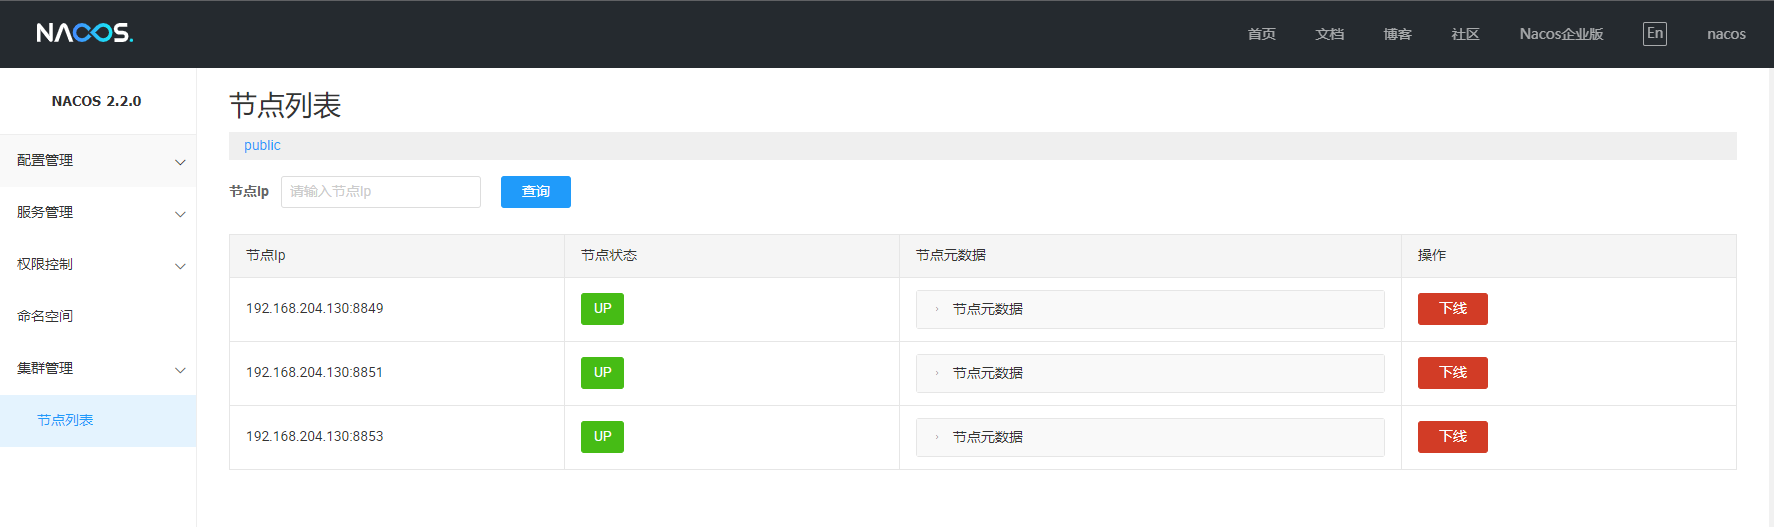 NACOS. 首页 文档 博客 社区 Nacos企业版 En nacos
NACOS 2.2.0
配置管理
服务管理
权限控制
命名空间
集群管理
节点列表
节点列表
public
节点Ip 请输入节点Ip 查询
节点Ip 节点状态 节点元数据 操作
192.168.204.130:8849 UP 节点元数据 下线
192.168.204.130:8851 UP 节点元数据 下线
192.168.204.130:8853 UP 节点元数据 下线